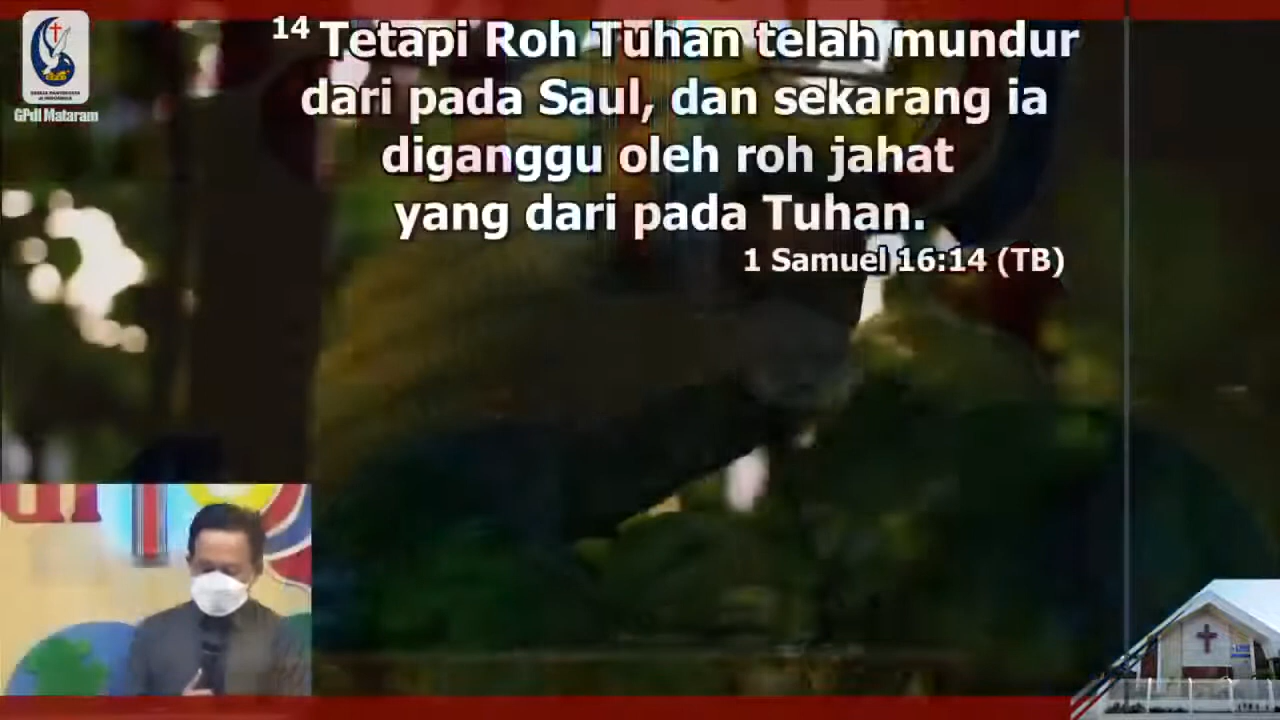 14 Tetapi Roh Tuhan telah mundur
dari pada Saul, dan sekarang ia
diganggu oleh roh jahat
yang dari pada Tuhan.
1 Samuel 16:14 (TB)
GPdI Mataram